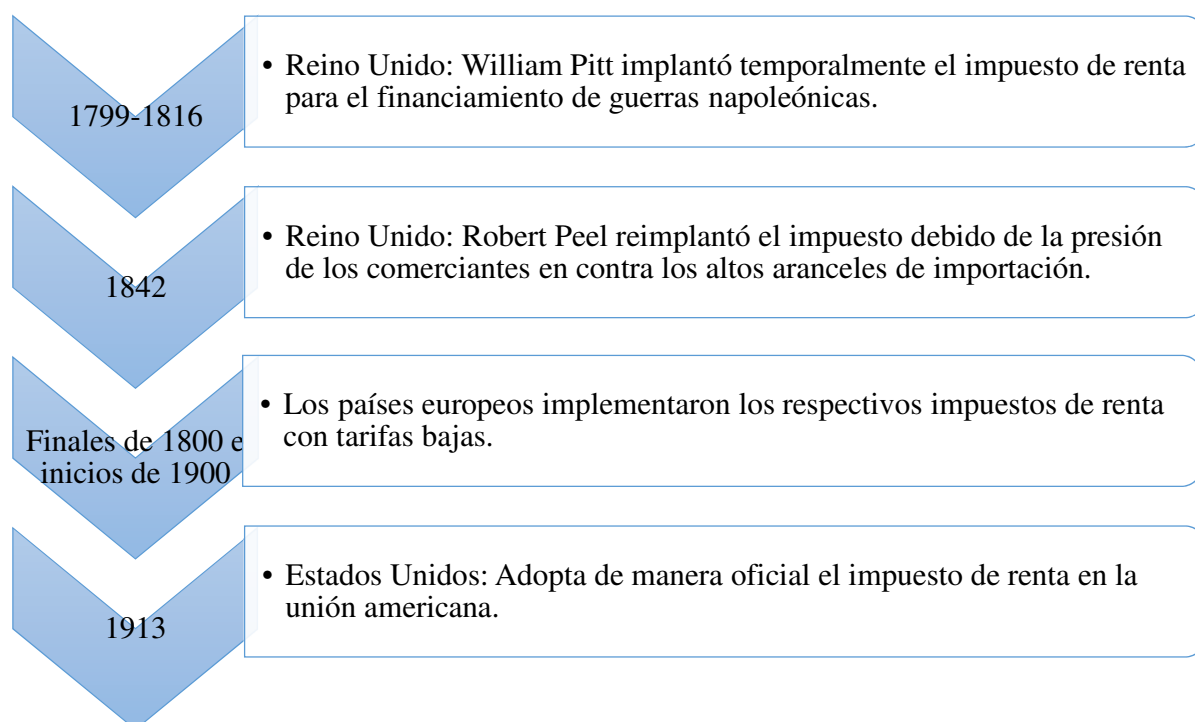 1799-1816
• Reino Unido: William Pitt implantó temporalmente el impuesto de renta
para el financiamiento de guerras napoleónicas.
1842
• Reino Unido: Robert Peel reimplantó el impuesto debido de la presión
de los comerciantes en contra los altos aranceles de importación.
Finales de 1800 e
inicios de 1900
• Los países europeos implementaron los respectivos impuestos de renta
con tarifas bajas.
1913
• Estados Unidos: Adopta de manera oficial el impuesto de renta en la
unión americana.